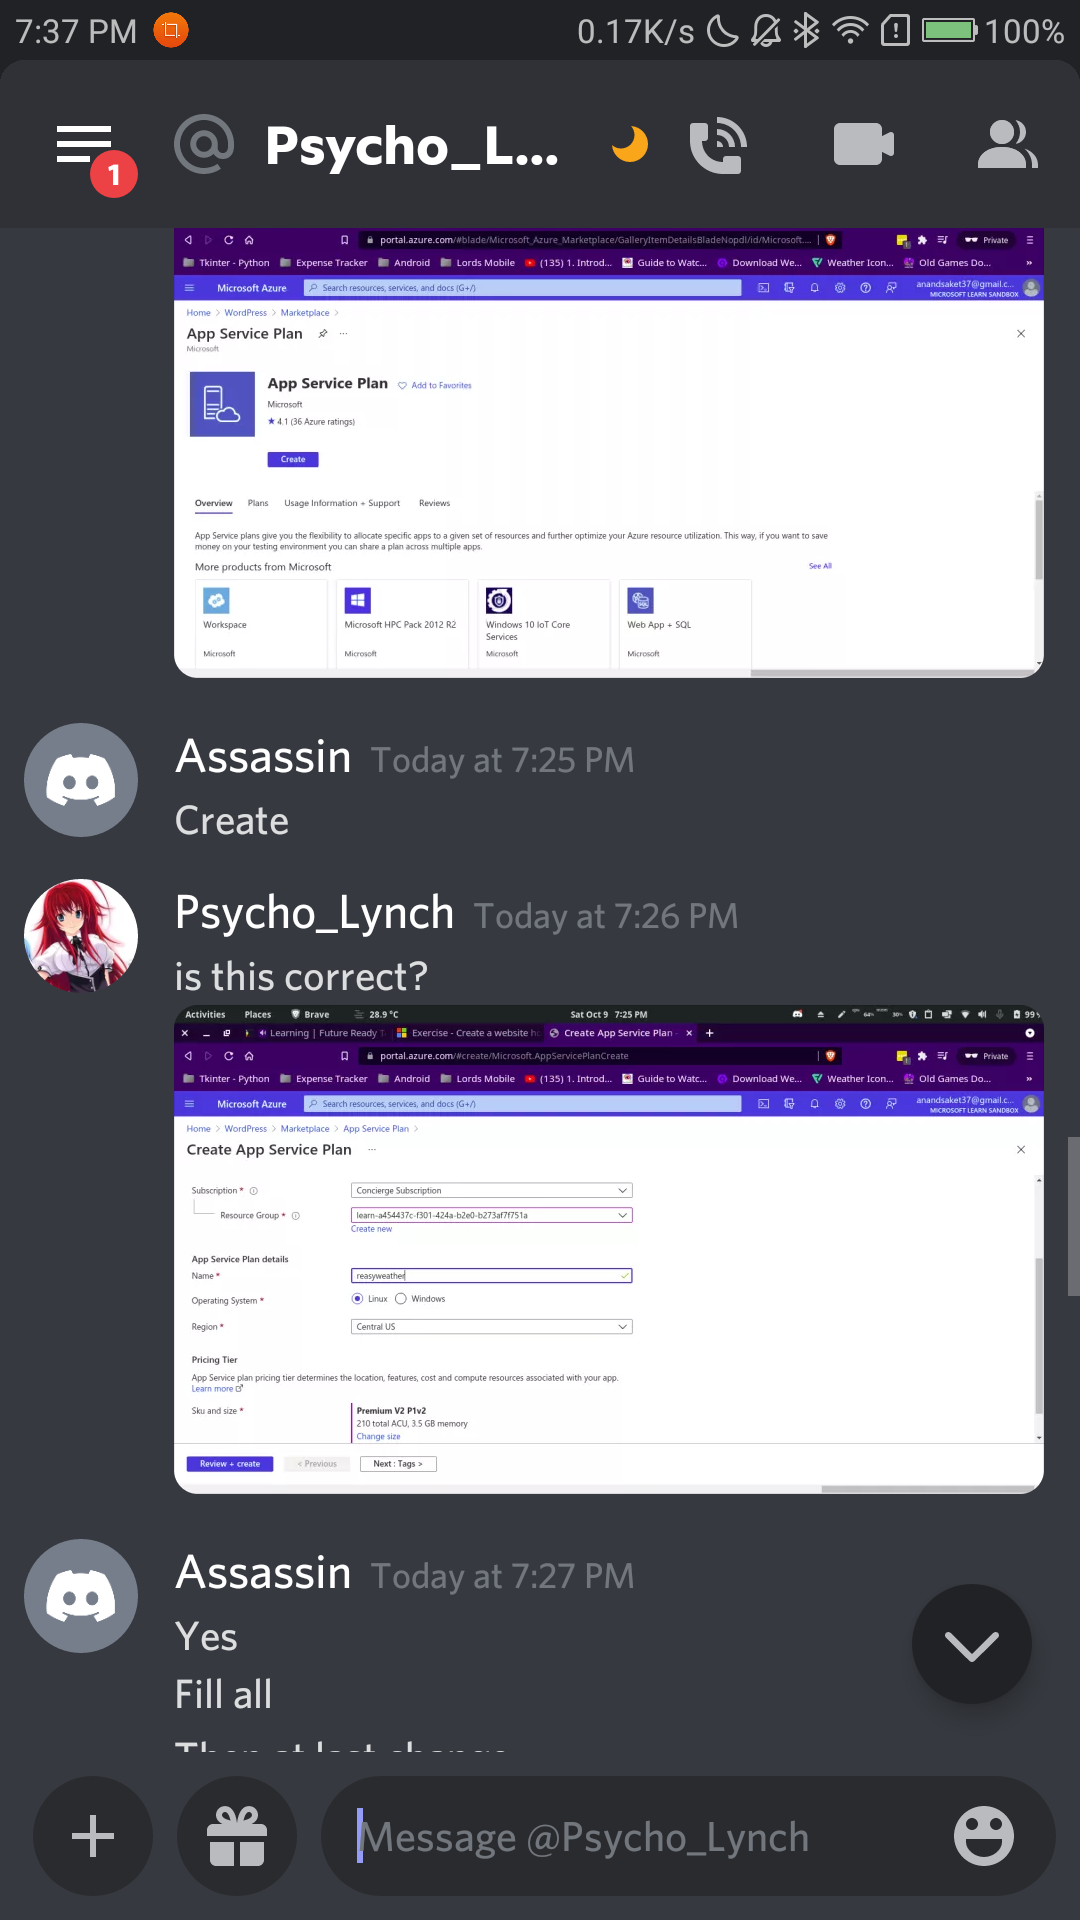 7:37 PM 0.17K/s 100%
1 Psycho_L...
portal.azure.com/#blade/Microsoft_Azure_Marketplace/GalleryItemDetailsBladeNopdl/id/Microsoft.... Private
Tkinter - Python Expense Tracker Android Lords Mobile (135) 1. Introd... Guide to Watc... Download We... Weather Icon... Old Games Do... »
Microsoft Azure Search resources, services, and docs (G+/) anandsaket37@gmail.c...
MICROSOFT LEARN SANDBOX
Home > WordPress > Marketplace >
App Service Plan ...
Microsoft
App Service Plan Add to Favorites
Microsoft
★ 4.1 (36 Azure ratings)
Create
Overview Plans Usage Information + Support Reviews
App Service plans give you the flexibility to allocate specific apps to a given set of resources and further optimize your Azure resource utilization. This way, if you want to save
money on your testing environment you can share a plan across multiple apps.
More products from Microsoft See All
Workspace Microsoft HPC Pack 2012 R2 Windows 10 IoT Core Web App + SQL
Services
Microsoft Microsoft Microsoft Microsoft
Assassin Today at 7:25 PM
Create
Psycho_Lynch Today at 7:26 PM
is this correct?
Activities Places Brave 28.9 °C Sat Oct 9 7:25 PM
Learning | Future Ready T Exercise - Create a website ho Create App Service Plan - × +
portal.azure.com/#create/Microsoft.AppServicePlanCreate Private
Tkinter - Python Expense Tracker Android Lords Mobile (135) 1. Introd... Guide to Watc... Download We... Weather Icon... Old Games Do... »
Microsoft Azure Search resources, services, and docs (G+/) anandsaket37@gmail.c...
MICROSOFT LEARN SANDBOX
Home > WordPress > Marketplace > App Service Plan >
Create App Service Plan ...
Subscription * Concierge Subscription
Resource Group * learn-a454437c-f301-424a-b2e0-b273af7f751a
Create new
App Service Plan details
Name * reasyweather
Operating System * Linux Windows
Region * Central US
Pricing Tier
App Service plan pricing tier determines the location, features, cost and compute resources associated with your app.
Learn more
Sku and size * Premium V2 P1v2
210 total ACU, 3.5 GB memory
Change size
Review + create < Previous Next : Tags >
Assassin Today at 7:27 PM
Yes
Fill all
Then at last change
Message @Psycho_Lynch